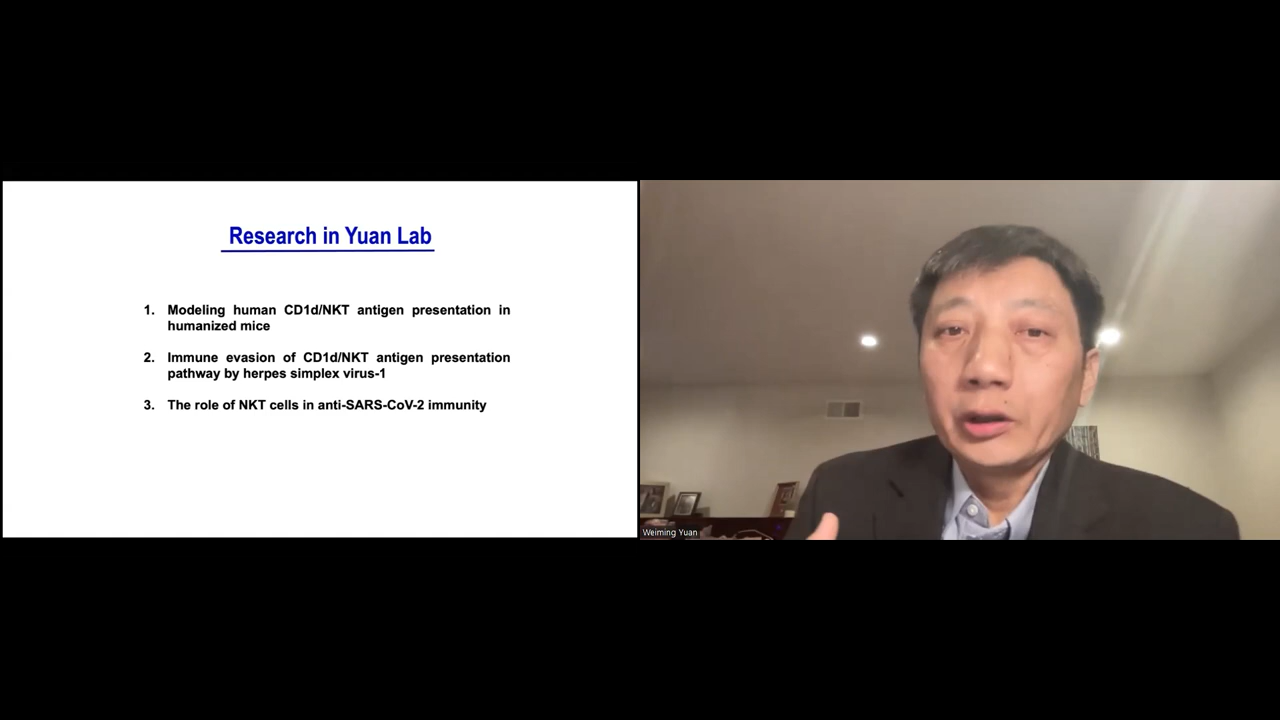 Research in Yuan Lab
1. Modeling human CD1d/NKT antigen presentation in
humanized mice
2. Immune evasion of CD1d/NKT antigen presentation
pathway by herpes simplex virus-1
3. The role of NKT cells in anti-SARS-CoV-2 immunity
Weiming Yuan